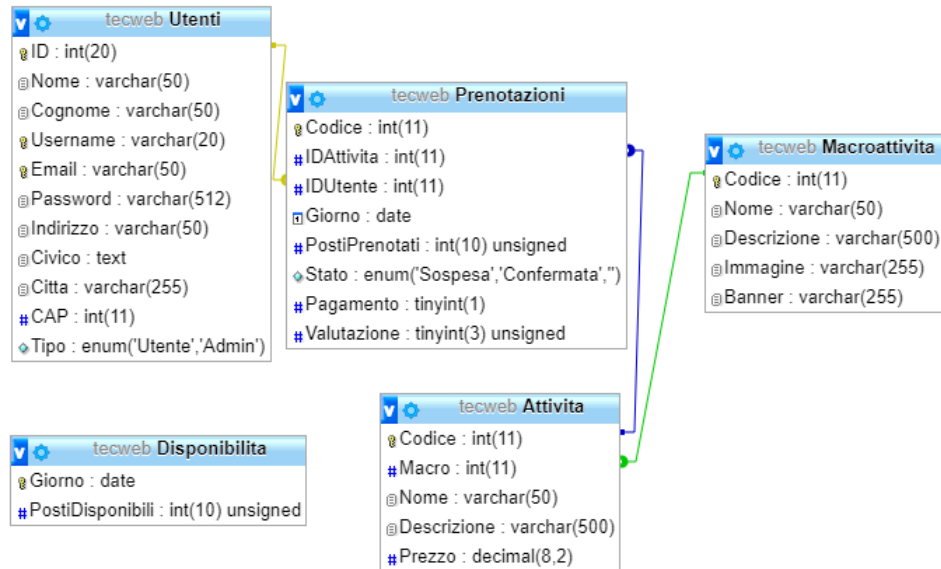 tecweb Utenti
ID : int(20)
Nome : varchar(50)
Cognome : varchar(50)
Username : varchar(20)
Email : varchar(50)
Password : varchar(512)
Indirizzo : varchar(50)
Civico : text
Citta : varchar(255)
CAP : int(11)
Tipo : enum('Utente','Admin')
tecweb Prenotazioni
Codice : int(11)
IDAttivita : int(11)
IDUtente : int(11)
Giorno : date
PostiPrenotati : int(10) unsigned
Stato : enum('Sospesa','Confermata','')
Pagamento : tinyint(1)
Valutazione : tinyint(3) unsigned
tecweb Macroattivita
Codice : int(11)
Nome : varchar(50)
Descrizione : varchar(500)
Immagine : varchar(255)
Banner : varchar(255)
tecweb Disponibilita
Giorno : date
PostiDisponibili : int(10) unsigned
tecweb Attivita
Codice : int(11)
Macro : int(11)
Nome : varchar(50)
Descrizione : varchar(500)
Prezzo : decimal(8,2)